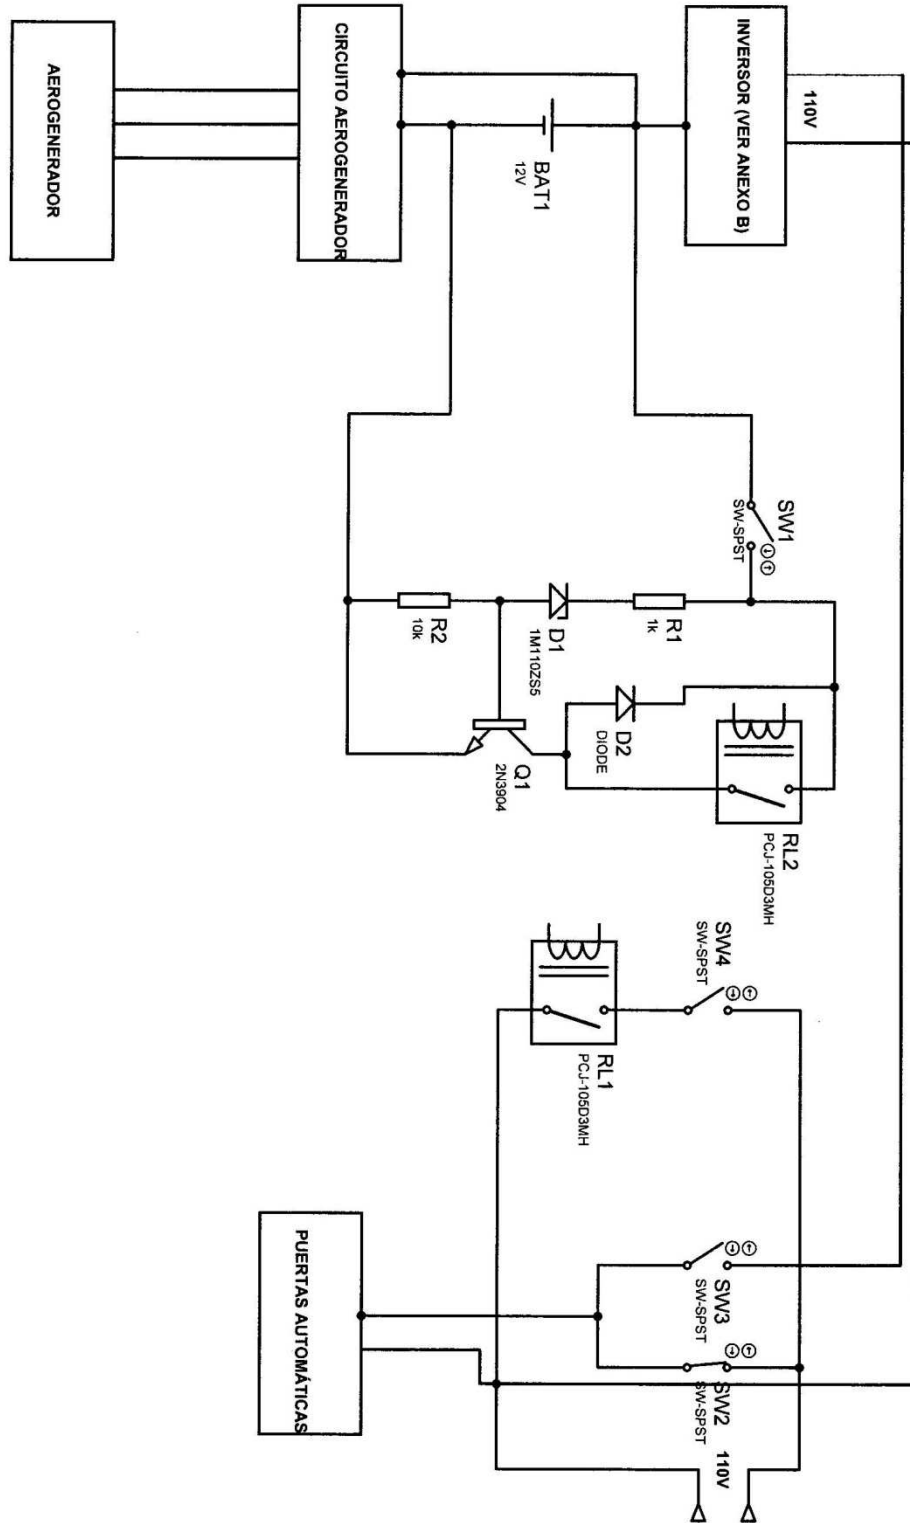 AEROGENERADOR
CIRCUITO AEROGENERADOR
BAT1
12V
INVERSOR (VER ANEXO B)
110V
SW1
SW-SPST
R1
1k
D1
1M110ZS5
R2
10k
D2
DIODE
Q1
2N3904
RL2
PCJ-105D3MH
SW4
SW-SPST
RL1
PCJ-105D3MH
SW3
SW-SPST
SW2
SW-SPST
110V
PUERTAS AUTOMÁTICAS